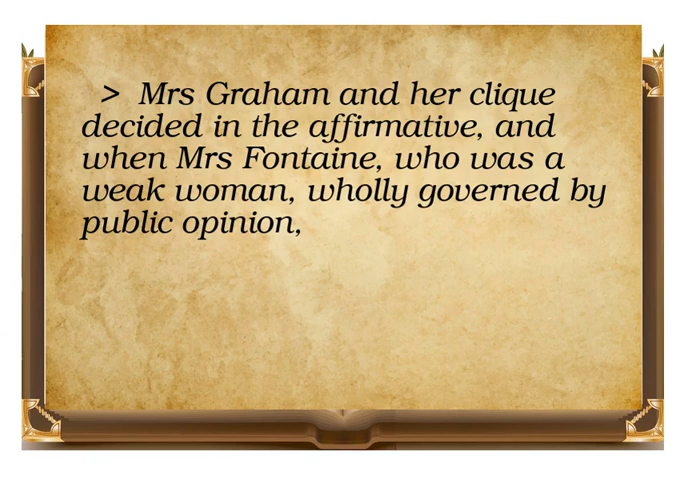 > Mrs Graham and her clique
decided in the affirmative, and
when Mrs Fontaine, who was a
weak woman, wholly governed by
public opinion,